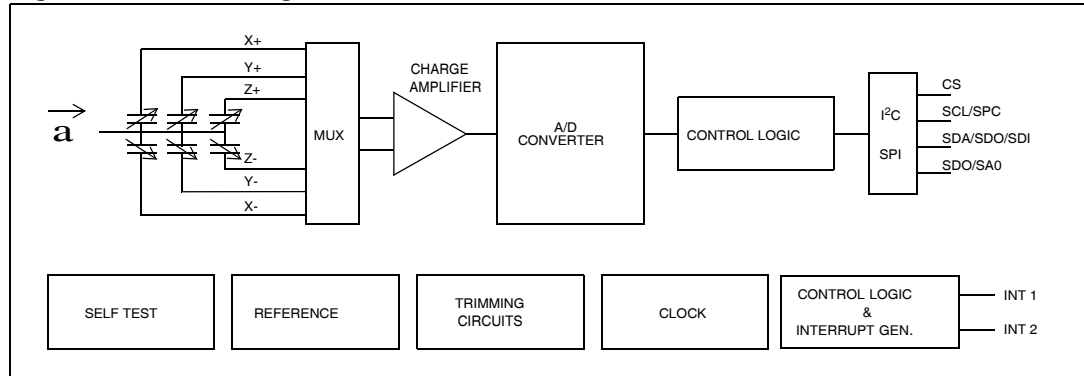 X+
Y+
Z+
a
Z-
Y-
X-
MUX
CHARGE
AMPLIFIER
A/D
CONVERTER
CONTROL LOGIC
I²C
SPI
CS
SCL/SPC
SDA/SDO/SDI
SDO/SA0
SELF TEST
REFERENCE
TRIMMING
CIRCUITS
CLOCK
CONTROL LOGIC
&
INTERRUPT GEN.
INT 1
INT 2